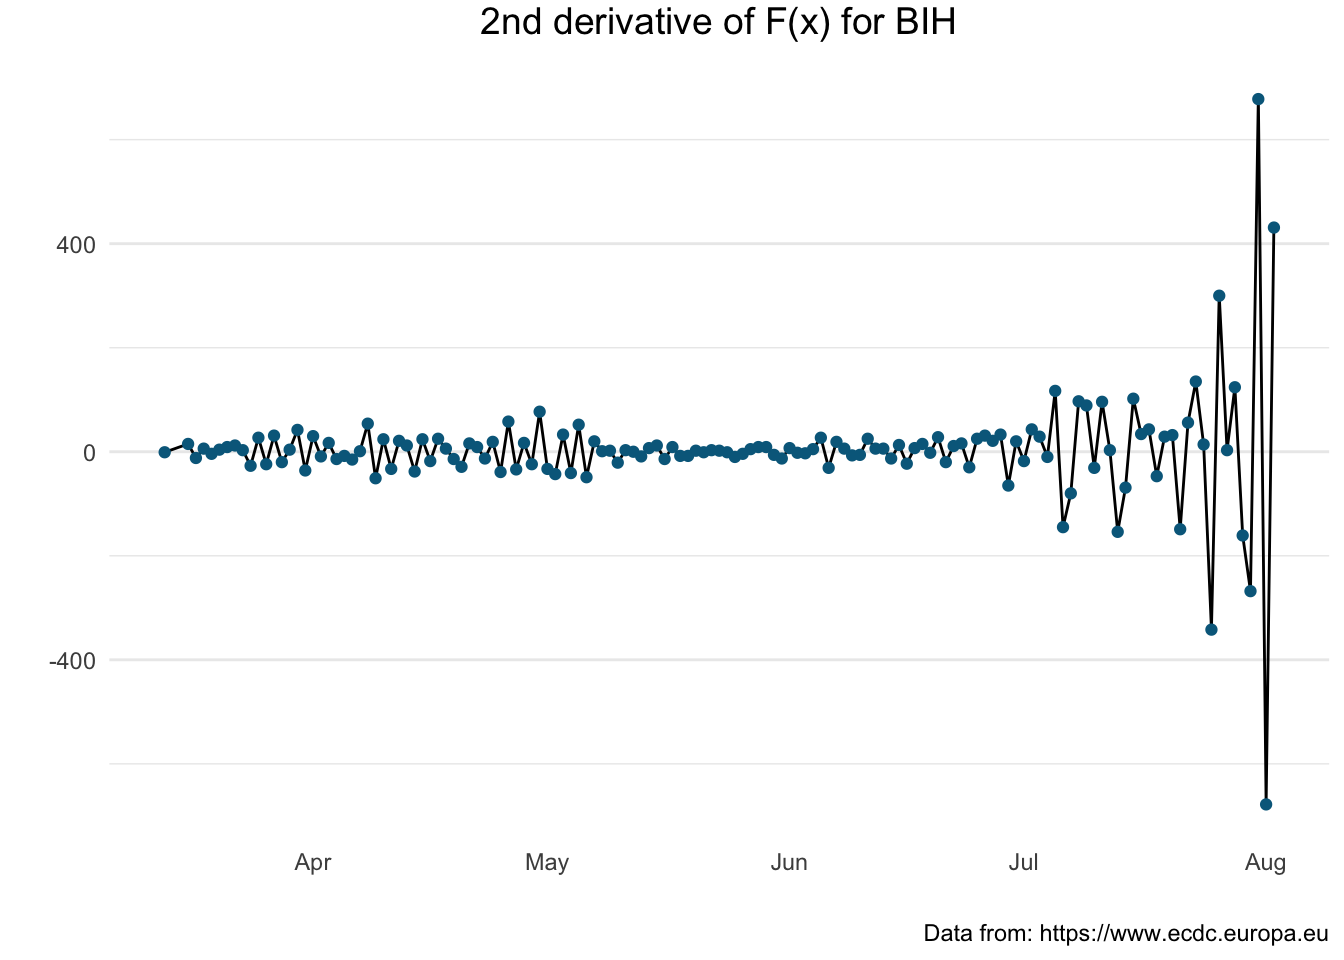 2nd derivative of F(x) for BIH
400
0
-400
Apr May Jun Jul Aug
Data from: https://www.ecdc.europa.eu